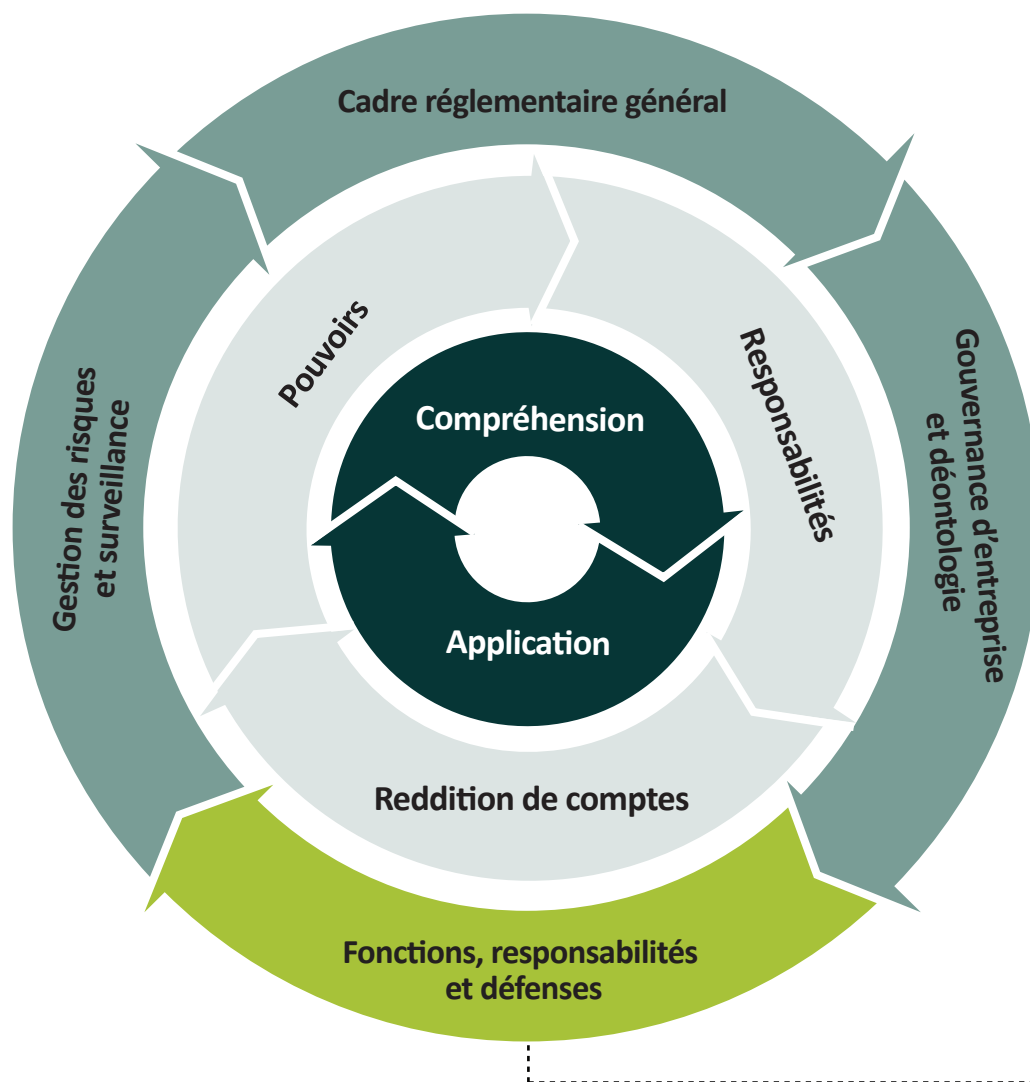 Cadre réglementaire général
Gouvernance d'entreprise
et déontologie
Fonctions, responsabilités
et défenses
Gestion des risques
et surveillance
Pouvoirs
Responsabilités
Reddition de comptes
Compréhension
Application